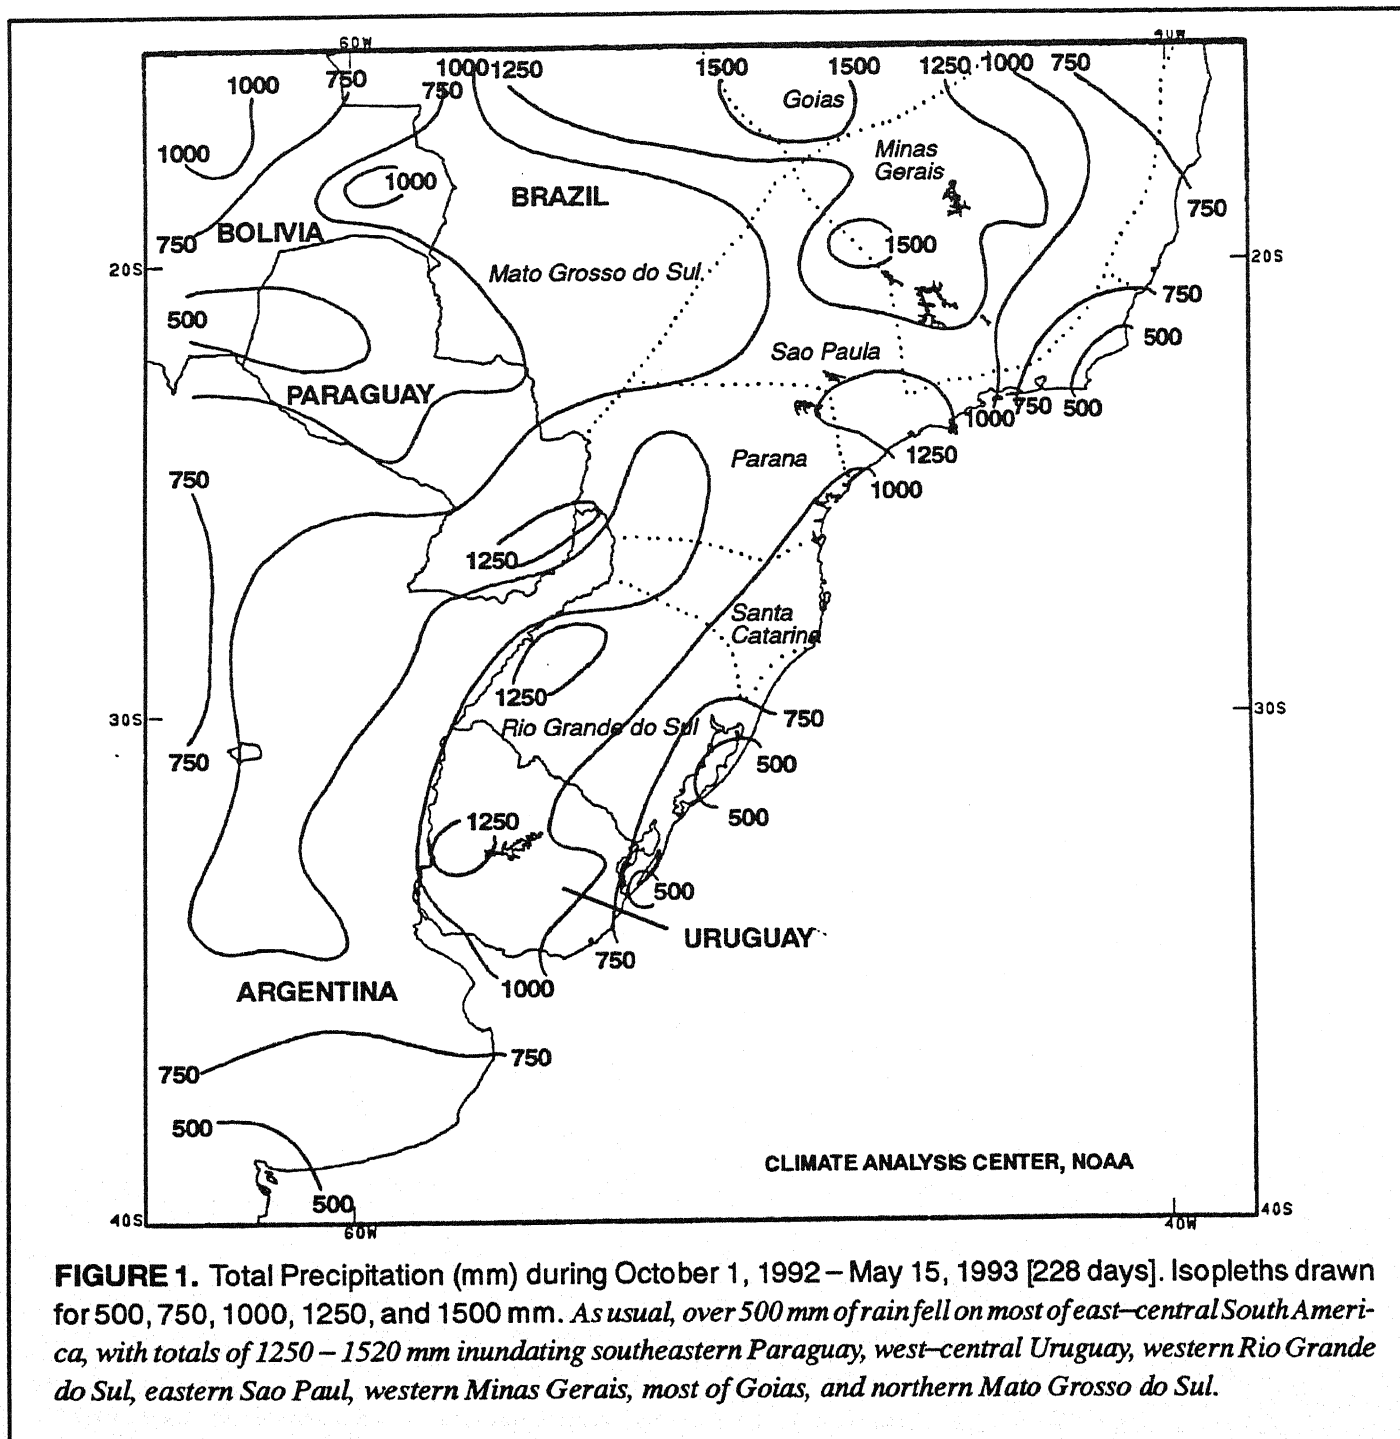 60W 40W
1000 750 1000 1250 1500 1500 1250 1000 750
750
Goias
1000
1000
Minas
Gerais
BRAZIL
750
750
BOLIVIA
1500
20S
20S
Mato Grosso do Sul
750
500
500
Sao Paula
PARAGUAY
1000 750 500
1250
Parana
750
1000
1250
Santa
Catarina
1250
30S
30S
750
Rio Grande do Sul
750
500
500
1250
500
URUGUAY
750
1000
ARGENTINA
750
750
500
CLIMATE ANALYSIS CENTER, NOAA
500
40S
40S
60W 40W
FIGURE 1. Total Precipitation (mm) during October 1, 1992 – May 15, 1993 [228 days]. Isopleths drawn
for 500, 750, 1000, 1250, and 1500 mm. As usual, over 500 mm of rain fell on most of east–central South Ameri-
ca, with totals of 1250 – 1520 mm inundating southeastern Paraguay, west–central Uruguay, western Rio Grande
do Sul, eastern Sao Paul, western Minas Gerais, most of Goias, and northern Mato Grosso do Sul.